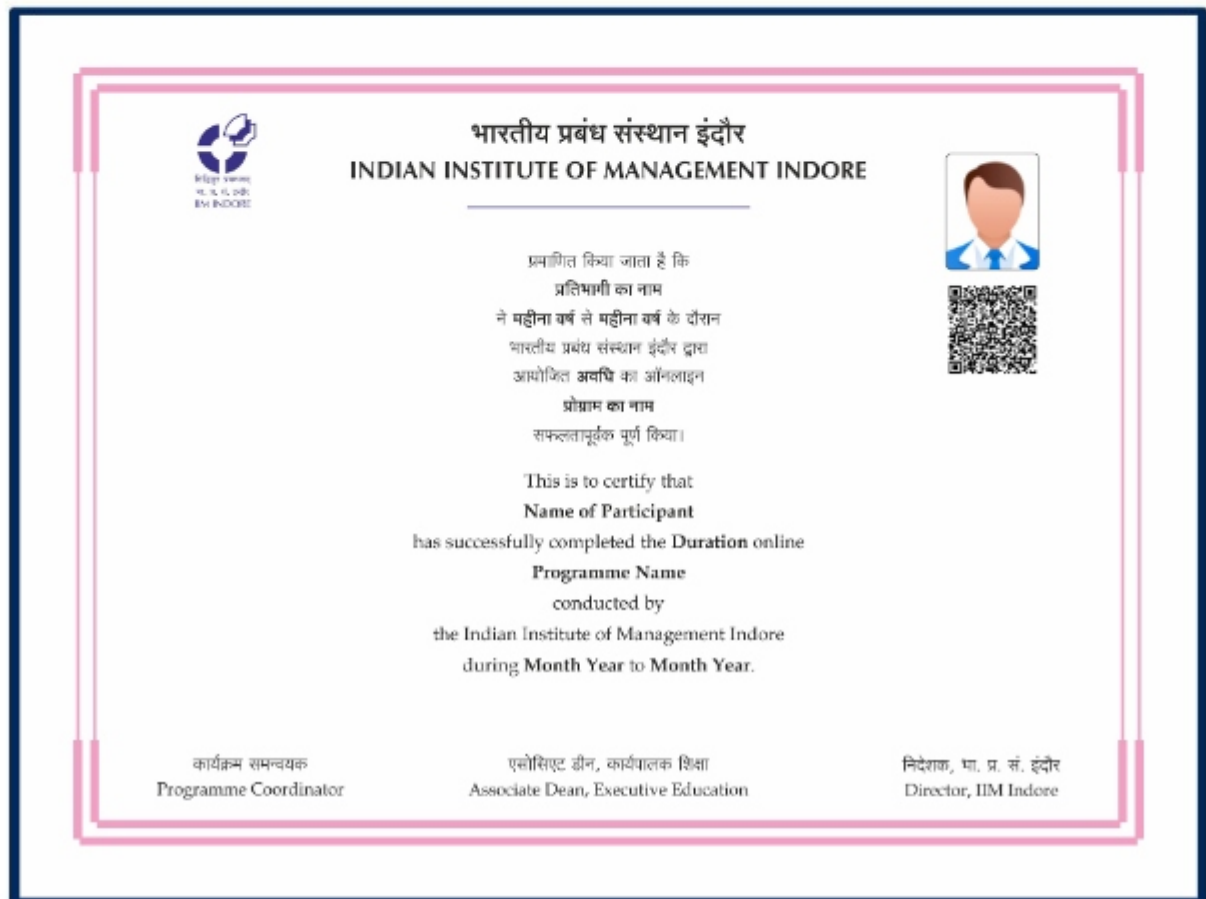 भारतीय प्रबंध संस्थान इंदौर
INDIAN INSTITUTE OF MANAGEMENT INDORE
भा. प्र. सं. इंदौर
IIM INDORE
प्रमाणित किया जाता है कि
प्रतिभागी का नाम
ने महीना वर्ष से महीना वर्ष के दौरान
भारतीय प्रबंध संस्थान इंदौर द्वारा
आयोजित अवधि का ऑनलाइन
प्रोग्राम का नाम
सफलतापूर्वक पूर्ण किया।
This is to certify that
Name of Participant
has successfully completed the Duration online
Programme Name
conducted by
the Indian Institute of Management Indore
during Month Year to Month Year.
कार्यक्रम समन्वयक
Programme Coordinator
एसोसिएट डीन, कार्यपालक शिक्षा
Associate Dean, Executive Education
निदेशक, भा. प्र. सं. इंदौर
Director, IIM Indore